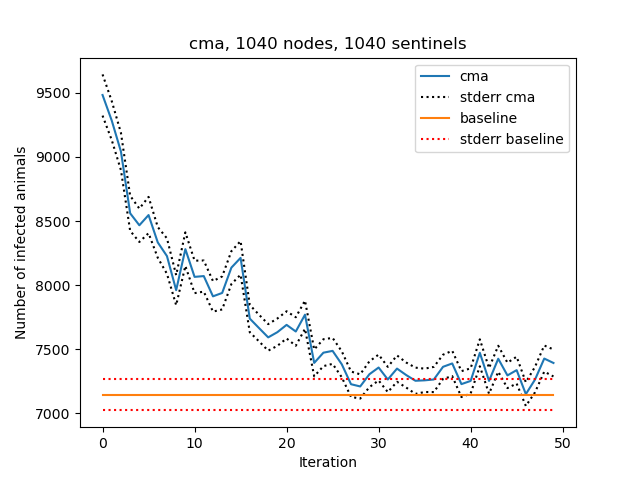 cma, 1040 nodes, 1040 sentinels
cma
stderr cma
baseline
stderr baseline
Number of infected animals
9500
9000
8500
8000
7500
7000
0 10 20 30 40 50
Iteration